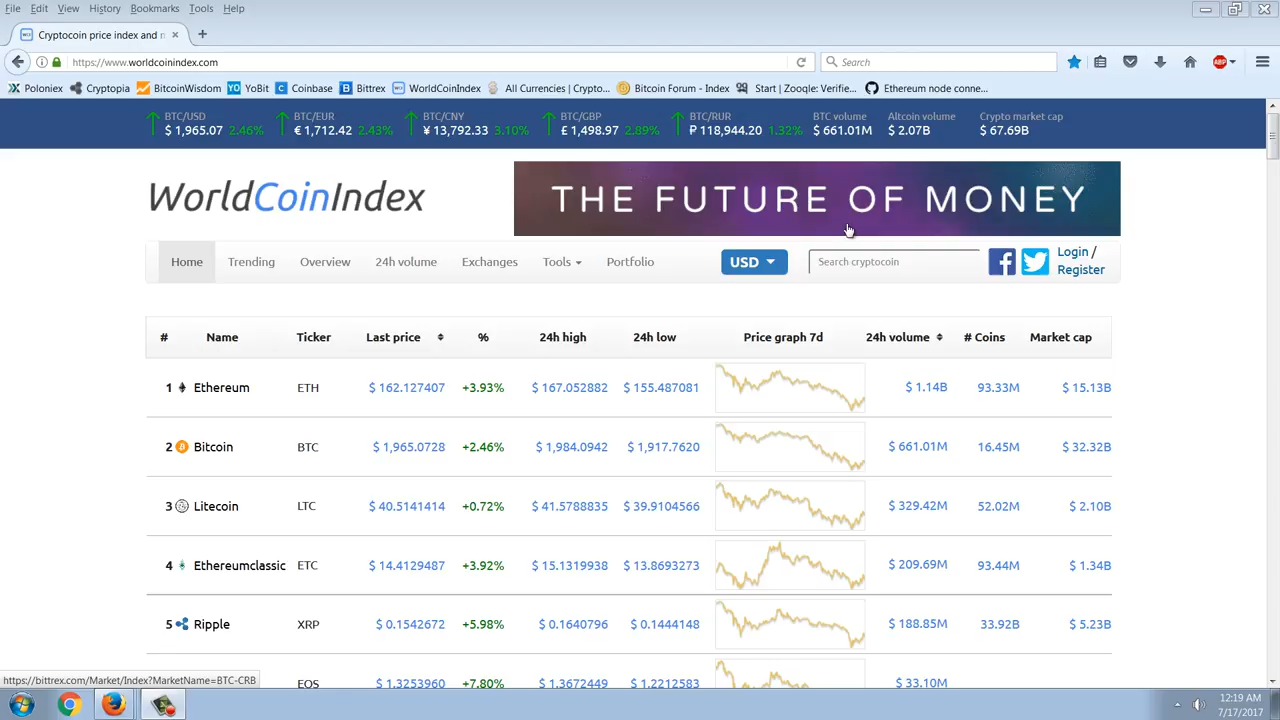 File Edit View History Bookmarks Tools Help
Cryptocoin price index and n
https://www.worldcoinindex.com Search ABP
Poloniex Cryptopia BitcoinWisdom YO YoBit Coinbase Bittrex WorldCoinIndex All Currencies | Crypto... Bitcoin Forum - Index Start | Zooqle: Verifie... Ethereum node conne...
BTC/USD BTC/EUR BTC/CNY BTC/GBP BTC/RUR BTC volume Altcoin volume Crypto market cap
$ 1,965.07 2.46% € 1,712.42 2.43% ¥ 13,792.33 3.10% £ 1,498.97 2.89% ₽ 118,944.20 1.32% $ 661.01M $ 2.07B $ 67.69B
WorldCoinIndex
THE FUTURE OF MONEY
Home Trending Overview 24h volume Exchanges Tools Portfolio USD Search cryptocoin Login / Register
# Name Ticker Last price % 24h high 24h low Price graph 7d 24h volume # Coins Market cap
1 Ethereum ETH $ 162.127407 +3.93% $ 167.052882 $ 155.487081 $ 1.14B 93.33M $ 15.13B
2 Bitcoin BTC $ 1,965.0728 +2.46% $ 1,984.0942 $ 1,917.7620 $ 661.01M 16.45M $ 32.32B
3 Litecoin LTC $ 40.5141414 +0.72% $ 41.5788835 $ 39.9104566 $ 329.42M 52.02M $ 2.10B
4 Ethereumclassic ETC $ 14.4129487 +3.92% $ 15.1319938 $ 13.8693273 $ 209.69M 93.44M $ 1.34B
5 Ripple XRP $ 0.1542672 +5.98% $ 0.1640796 $ 0.1444148 $ 188.85M 33.92B $ 5.23B
EOS $ 1.3253960 +7.80% $ 1.3672449 $ 1.2212583 $ 33.10M
https://bittrex.com/Market/Index?MarketName=BTC-CRB
12:19 AM
7/17/2017